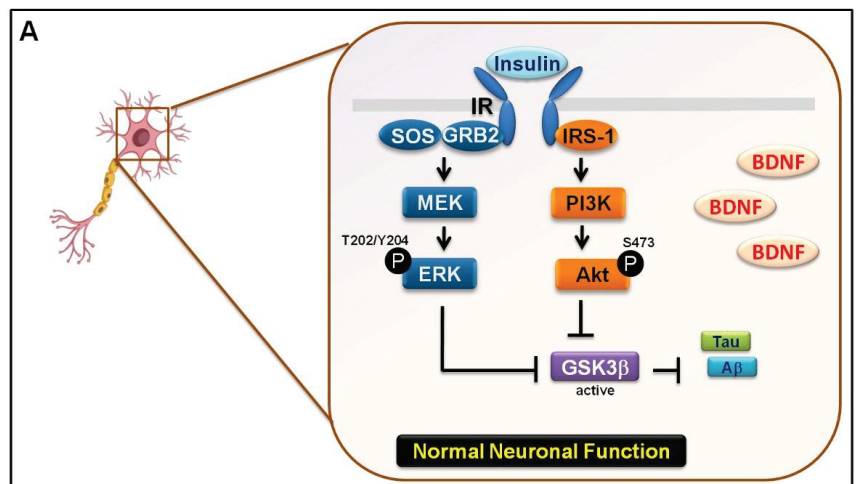 A
Insulin
IR
SOS GRB2 IRS-1
BDNF
MEK PI3K
BDNF
T202/Y204 S473
P P
BDNF
ERK Akt
Tau
GSK3β Aβ
active
Normal Neuronal Function